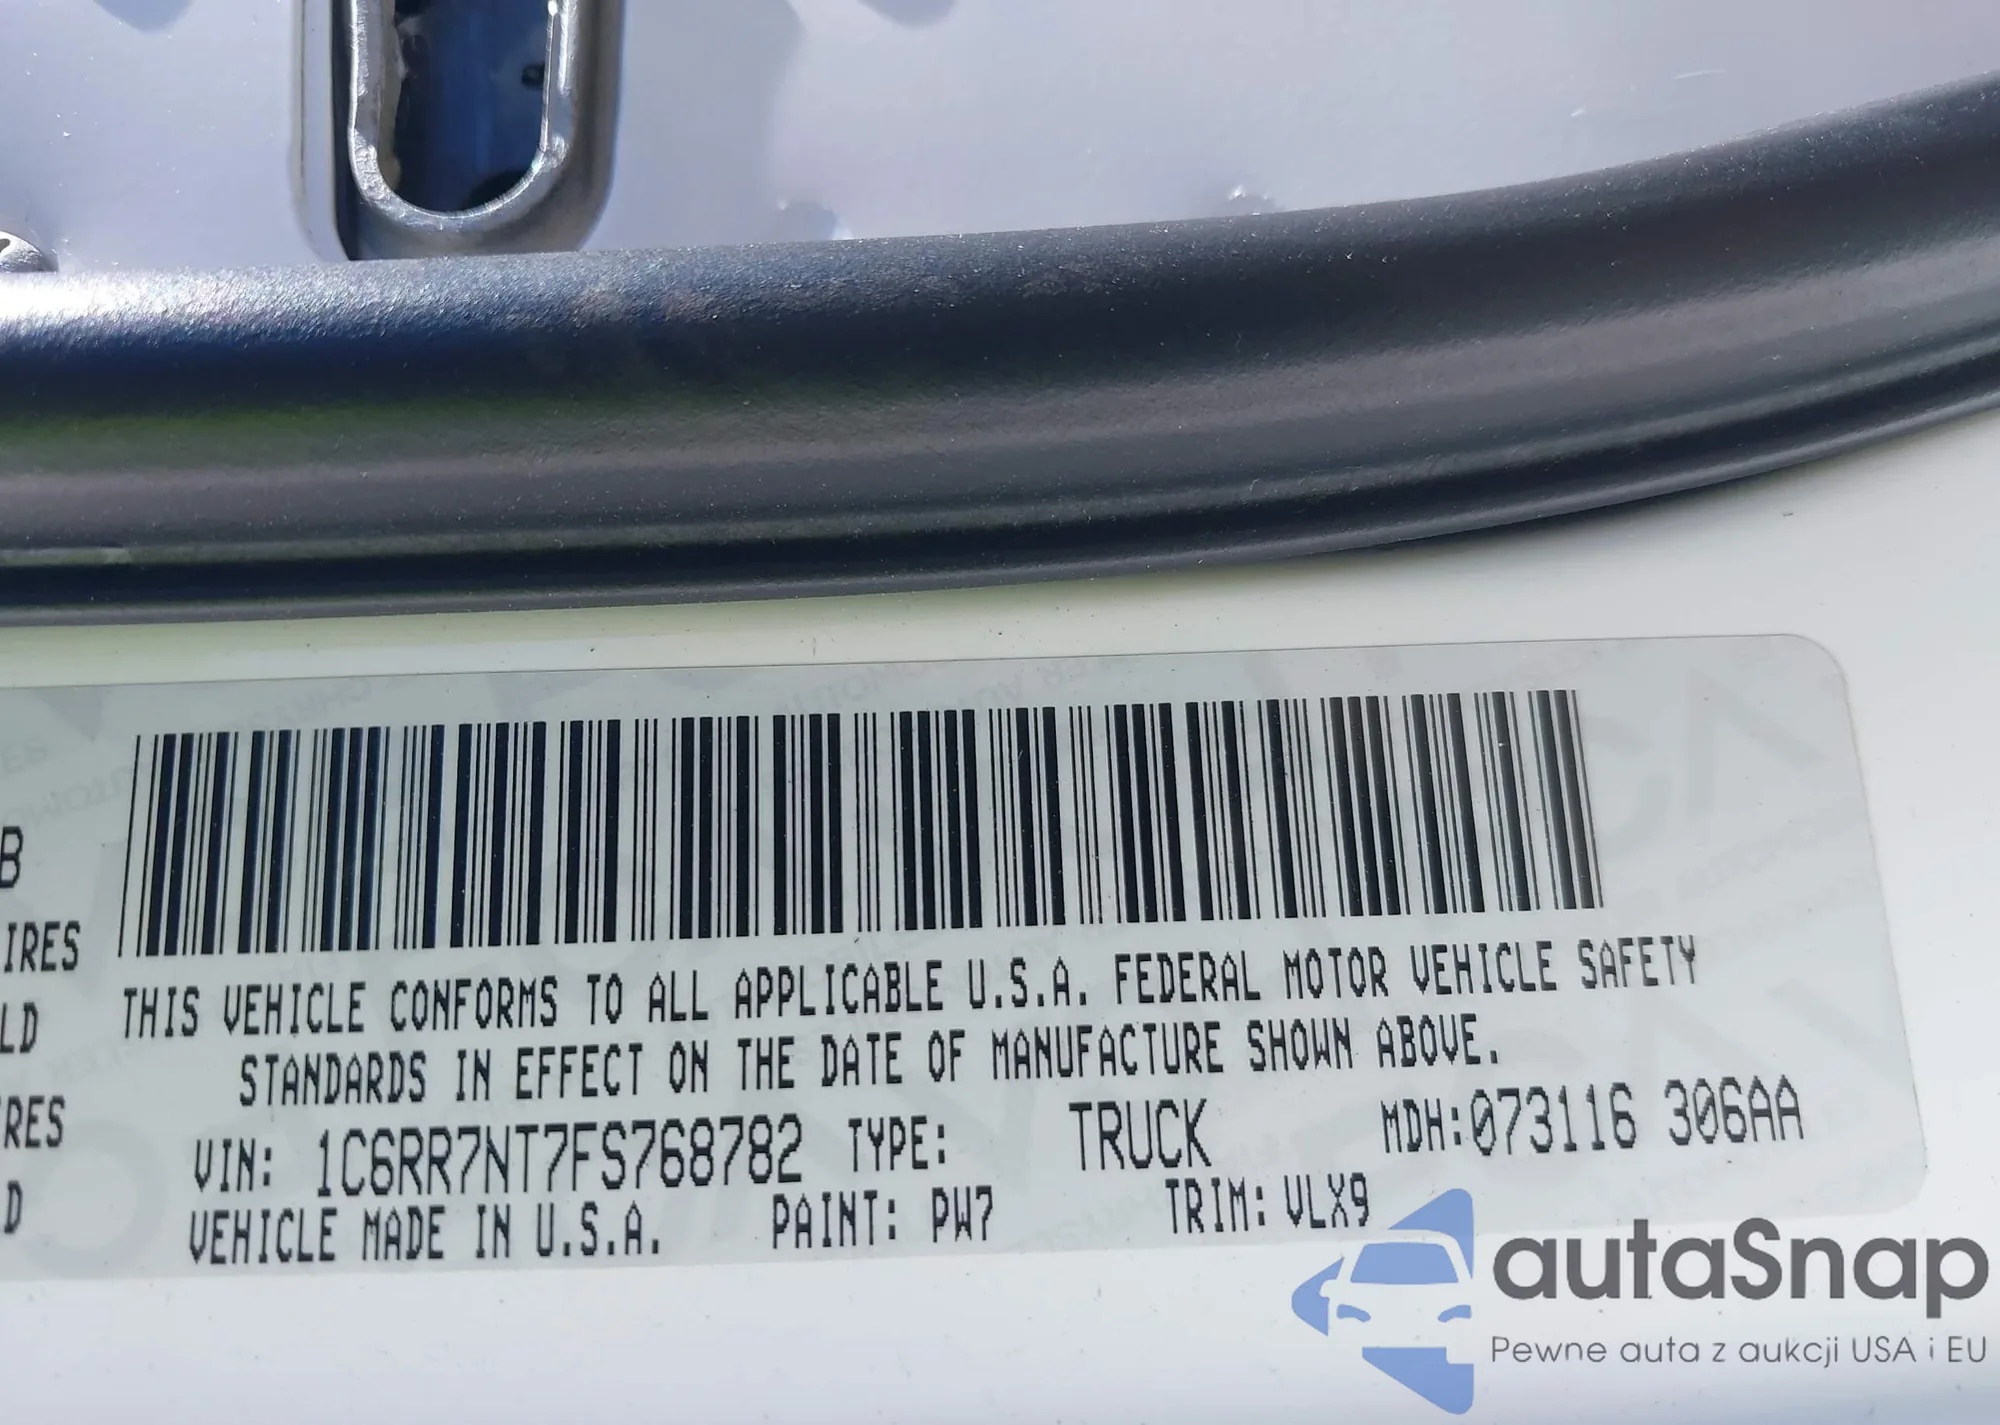 B
IRES
LD
RES
D
THIS VEHICLE CONFORMS TO ALL APPLICABLE U.S.A. FEDERAL MOTOR VEHICLE SAFETY
STANDARDS IN EFFECT ON THE DATE OF MANUFACTURE SHOWN ABOVE.
VIN: 1C6RR7NT7FS768782 TYPE: TRUCK MDH:073116 306AA
VEHICLE MADE IN U.S.A. PAINT: PW7 TRIM: VLX9
autaSnap
Pewne auta z aukcji USA i EU